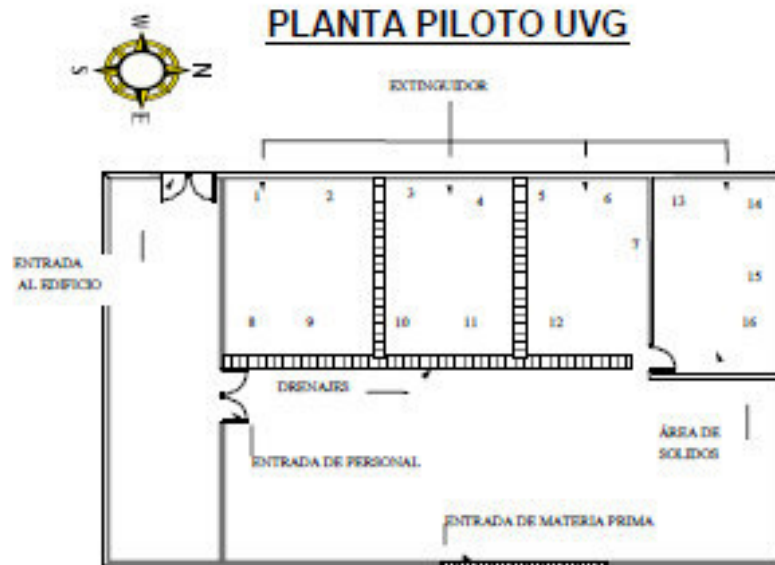 PLANTA PILOTO UVG
W
S
N
E
EXTINGUIDOR
1
2
3
4
5
6
13
14
7
15
ENTRADA
AL EDIFICIO
8
9
10
11
12
16
DRENAJES
ÁREA DE
SOLIDOS
ENTRADA DE PERSONAL
ENTRADA DE MATERIA PRIMA